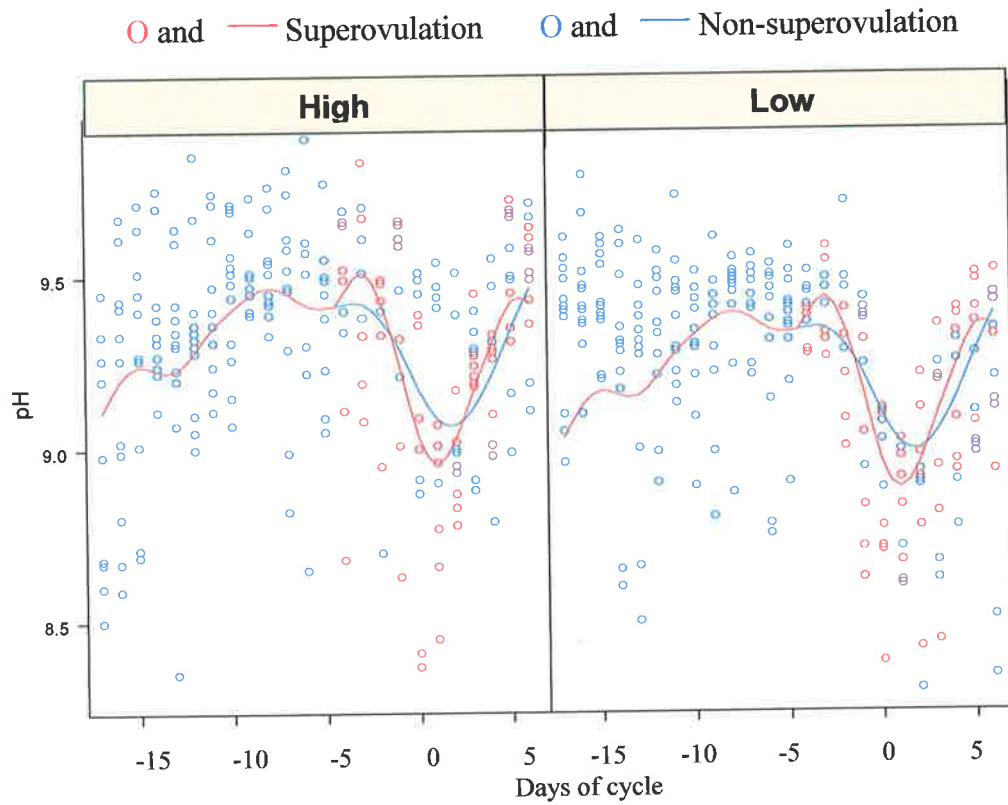 O and — Superovulation O and — Non-superovulation
High Low
9.5
pH
9.0
8.5
-15 -10 -5 0 5 -15 -10 -5 0 5
Days of cycle